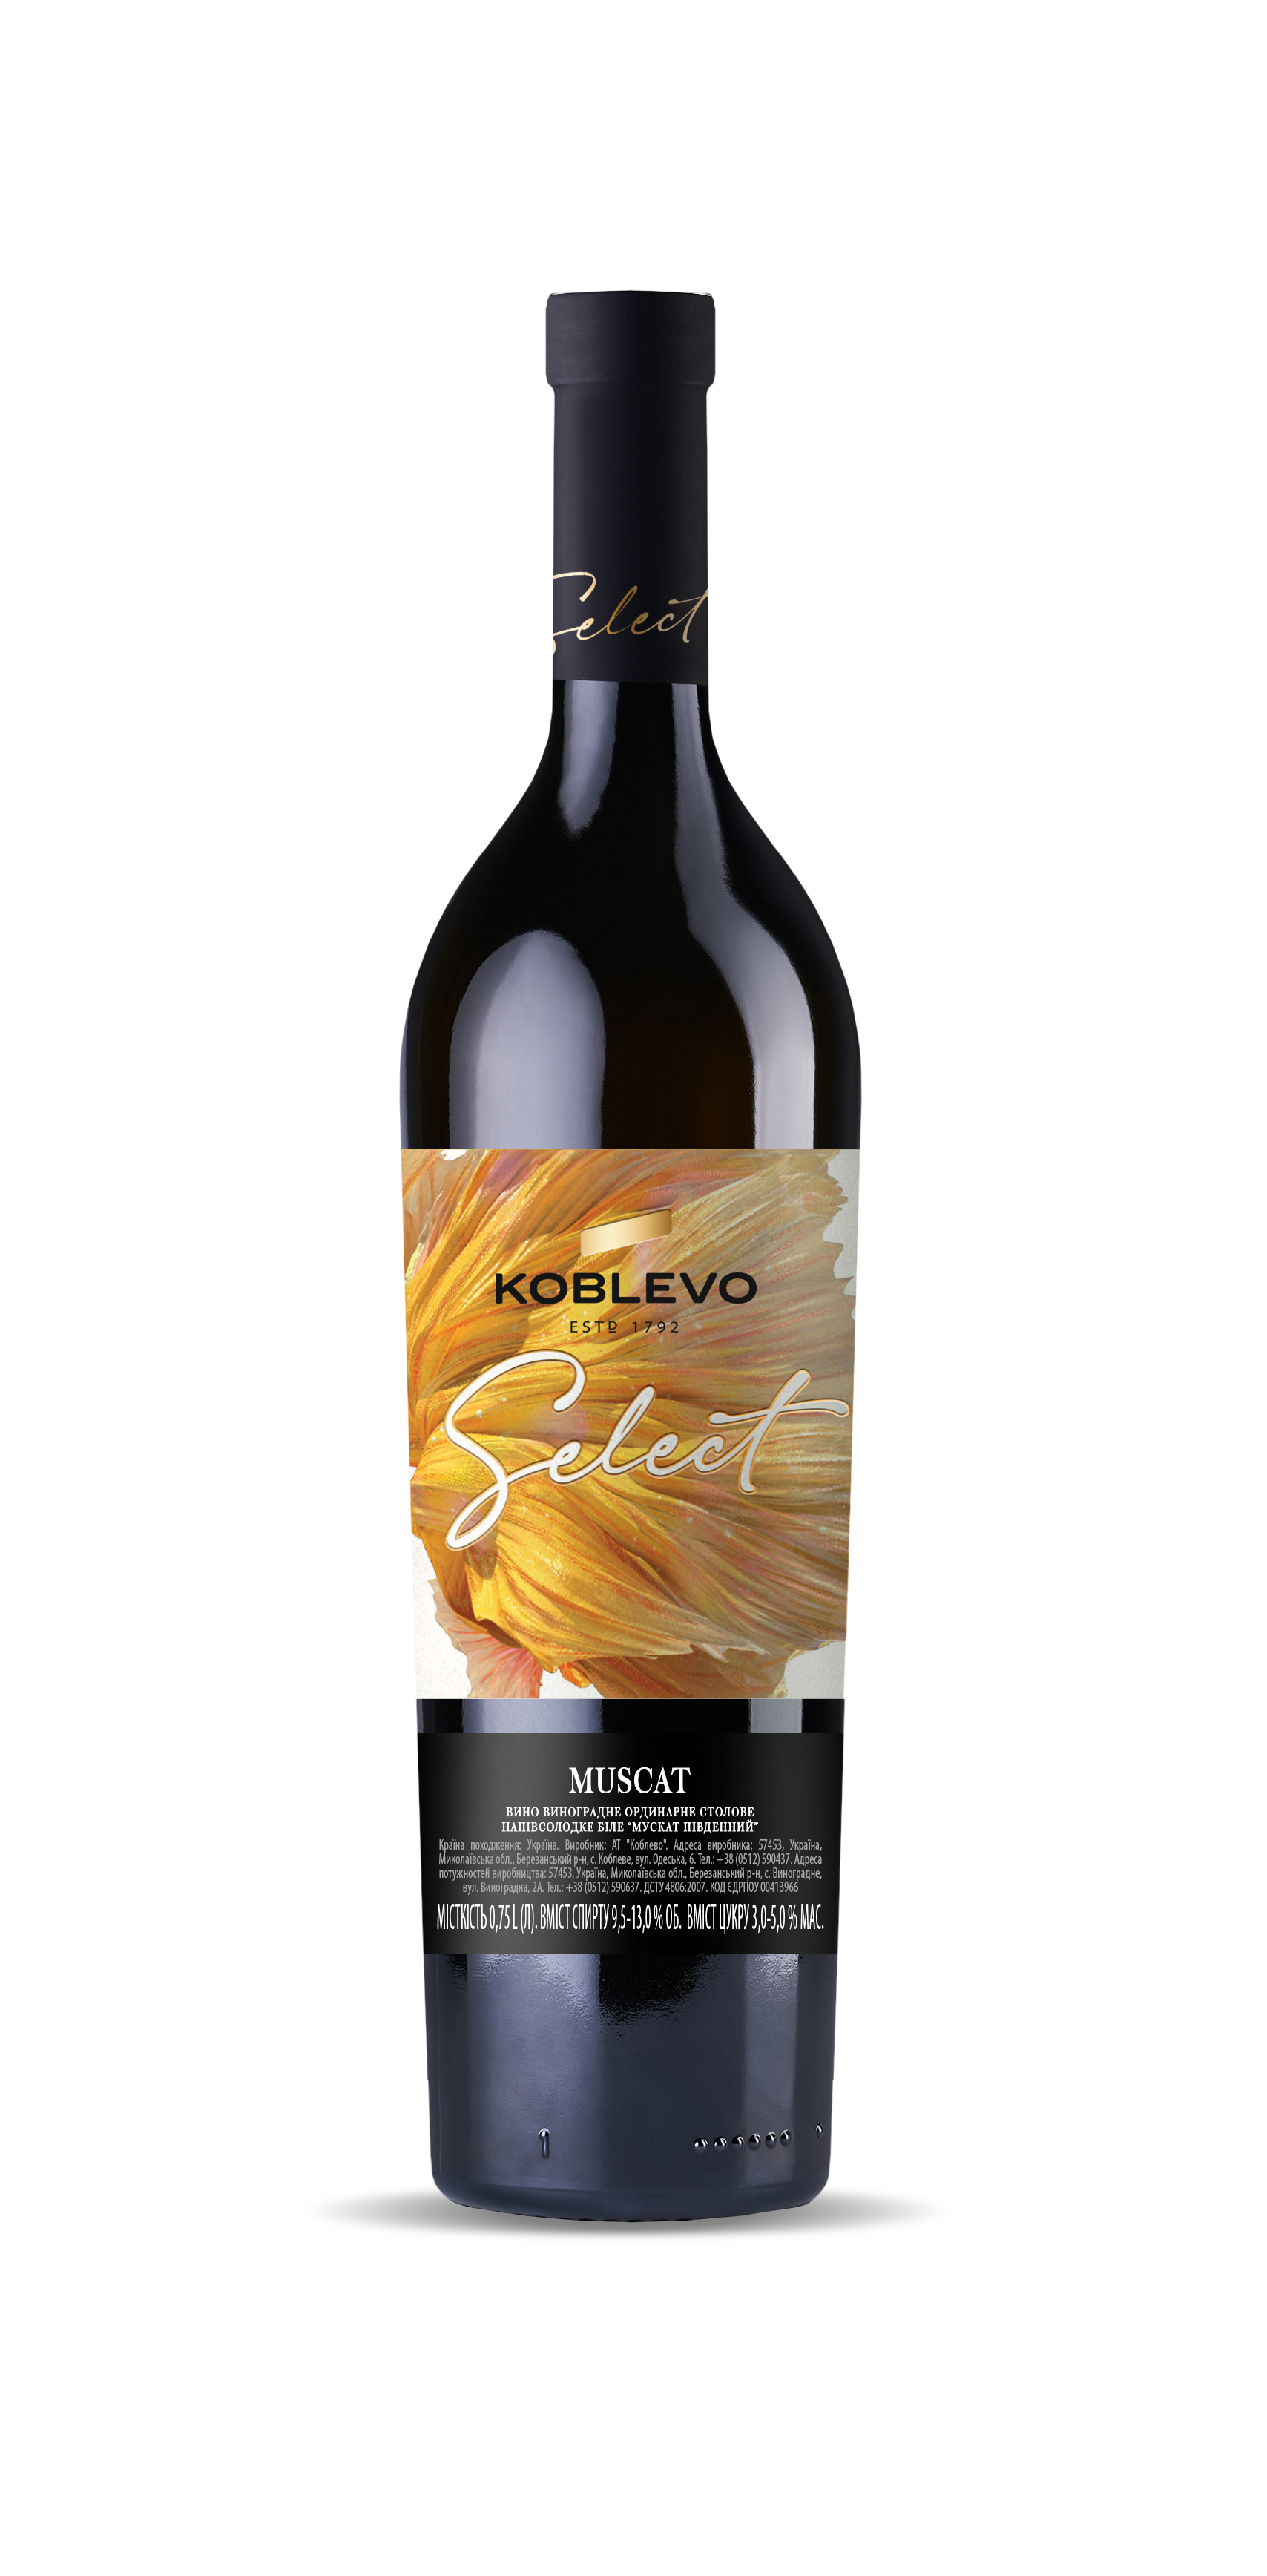 Select
KOBLEVO
ESTD 1792
Select
MUSCAT
ВИНО ВИНОГРАДНЕ ОРДИНАРНЕ СТОЛОВЕ
НАПІВСОЛОДКЕ БІЛЕ “МУСКАТ ПІВДЕННИЙ”
Країна походження: Україна. Виробник: АТ "Коблево". Адреса виробника: 57453, Україна,
Миколаївська обл., Березанський р-н, с. Коблеве, вул. Одеська, 6. Тел.: +38 (0512) 590437. Адреса
потужностей виробництва: 57453, Україна, Миколаївська обл., Березанський р-н, с. Виноградне,
вул. Виноградна, 2А. Тел.: +38 (0512) 590637. ДСТУ 4806:2007. КОД ЄДРПОУ 00413966
МІСТКІСТЬ 0,75 L (Л). ВМІСТ СПИРТУ 9,5-13,0 % ОБ. ВМІСТ ЦУКРУ 3,0-5,0 % МАС.
1